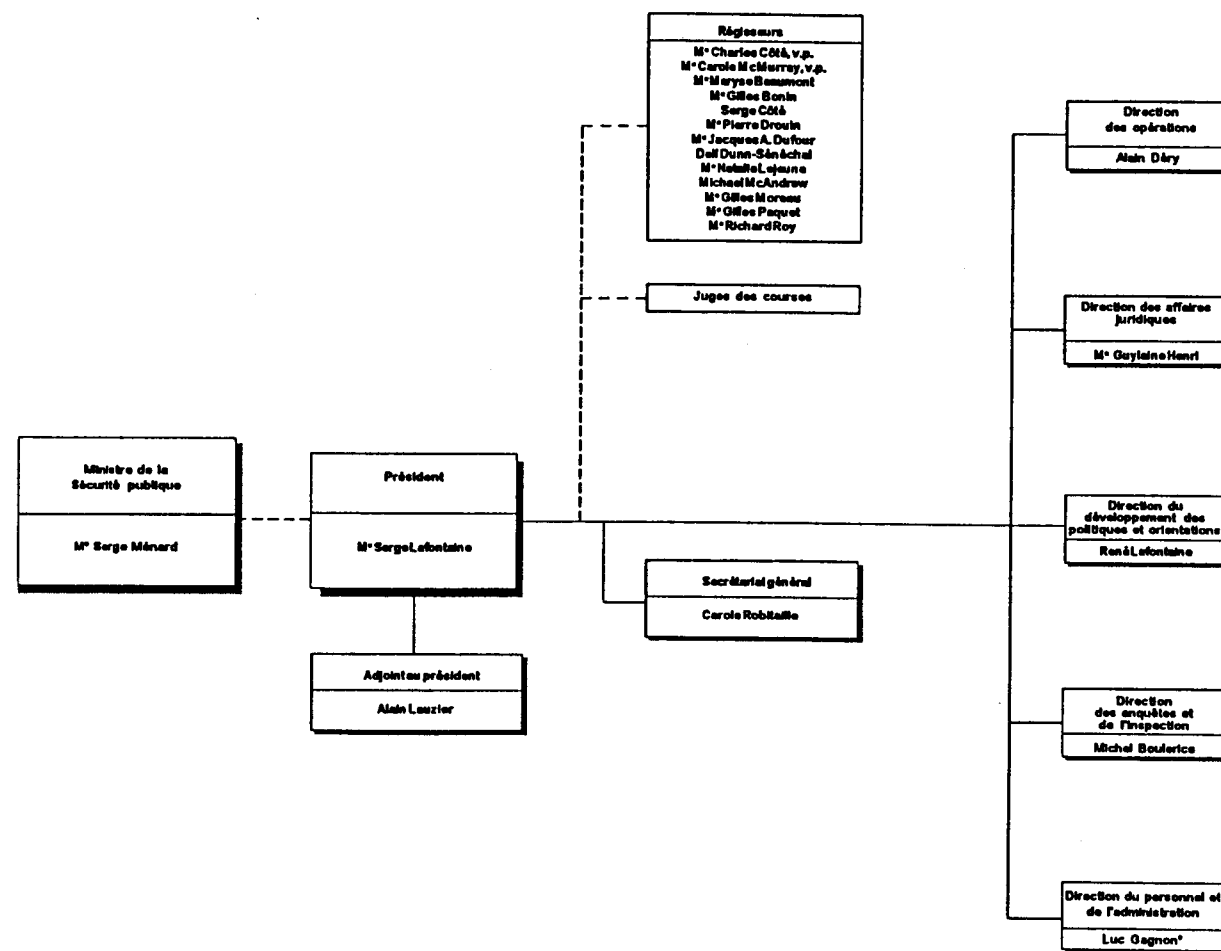 Régisseurs
Mᵉ Charles Côté, v.p.
Mᵉ Carole McMurray, v.p.
Mᵉ Maryse Beaumont
Mᵉ Gilles Bonin
Serge Côté
Mᵉ Pierre Drouin
Mᵉ Jacques A. Dufour
Delf Dunn-Sénéchal
Mᵉ Natalie Lejeune
Michael McAndrew
Mᵉ Gilles Moreau
Mᵉ Gilles Paquet
Mᵉ Richard Roy
Juges des courses
Ministre de la
Sécurité publique
Mᵉ Serge Ménard
Président
Mᵉ Serge Lafontaine
Adjoint au président
Alain Lauzier
Secrétariat général
Carole Robitaille
Direction
des opérations
Alain Déry
Direction des affaires
juridiques
Mᵉ Guylaine Henri
Direction du
développement des
politiques et orientations
René Lafontaine
Direction
des enquêtes et
de l'inspection
Michel Boulerice
Direction du personnel et
de l'administration
Luc Gagnon*